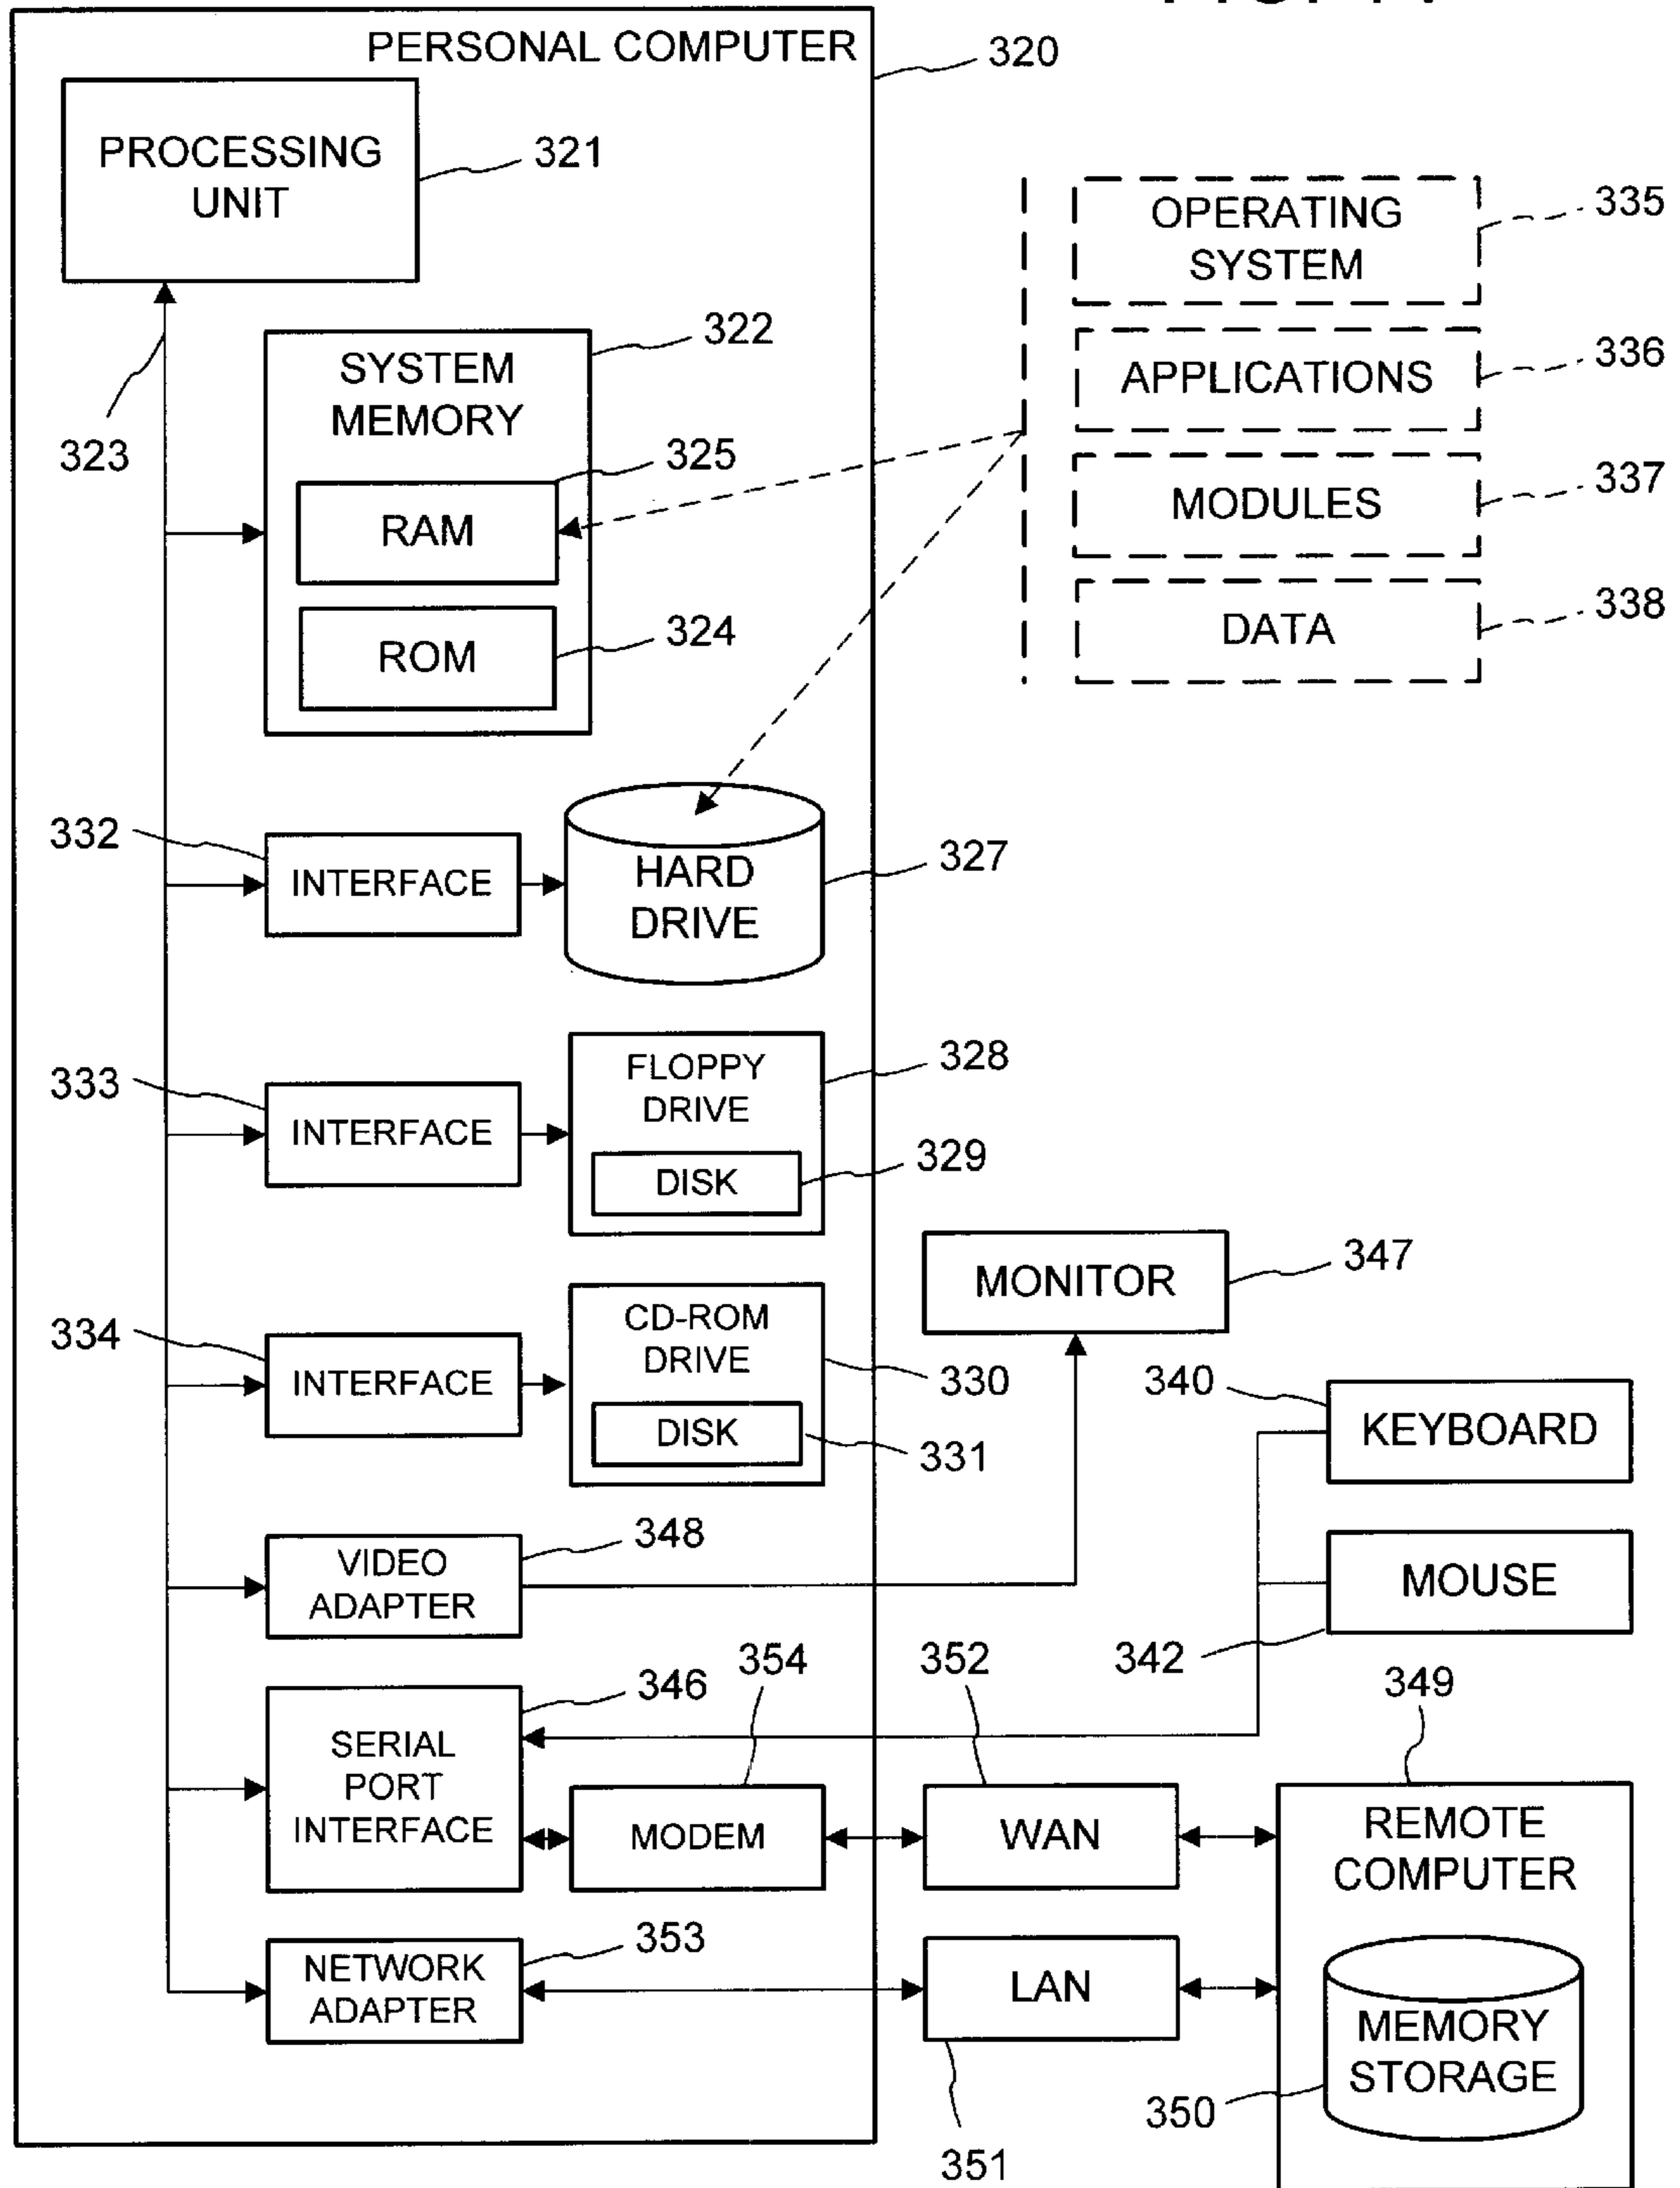 PERSONAL COMPUTER
320
PROCESSING
UNIT
321
323
SYSTEM
MEMORY
322
RAM
325
ROM
324
OPERATING
SYSTEM
335
APPLICATIONS
336
MODULES
337
DATA
338
332
INTERFACE
HARD
DRIVE
327
333
INTERFACE
FLOPPY
DRIVE
328
DISK
329
334
INTERFACE
CD-ROM
DRIVE
330
DISK
331
MONITOR
347
340
KEYBOARD
MOUSE
342
VIDEO
ADAPTER
348
SERIAL
PORT
INTERFACE
346
354
MODEM
352
WAN
349
REMOTE
COMPUTER
NETWORK
ADAPTER
353
LAN
351
MEMORY
STORAGE
350